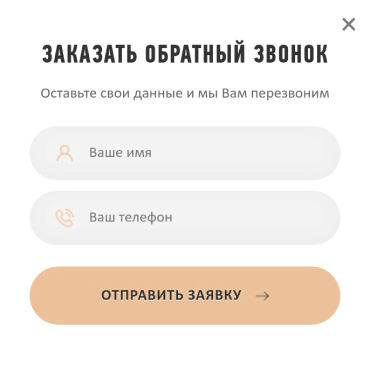 ЗАКАЗАТЬ ОБРАТНЫЙ ЗВОНОК
Оставьте свои данные и мы Вам перезвоним
Ваше имя
Ваш телефон
ОТПРАВИТЬ ЗАЯВКУ